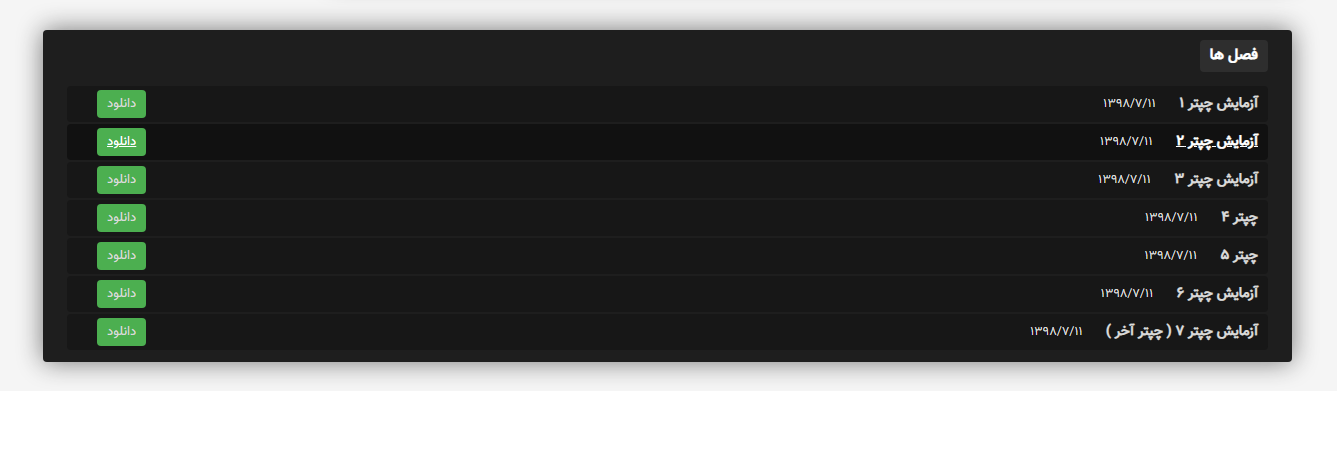 فصل ها
آزمایش چپتر ۱ ۱۳۹۸/۷/۱۱ دانلود
آزمایش چپتر ۲ ۱۳۹۸/۷/۱۱ دانلود
آزمایش چپتر ۳ ۱۳۹۸/۷/۱۱ دانلود
چپتر ۴ ۱۳۹۸/۷/۱۱ دانلود
چپتر ۵ ۱۳۹۸/۷/۱۱ دانلود
آزمایش چپتر ۶ ۱۳۹۸/۷/۱۱ دانلود
آزمایش چپتر ۷ ( چپتر آخر ) ۱۳۹۸/۷/۱۱ دانلود